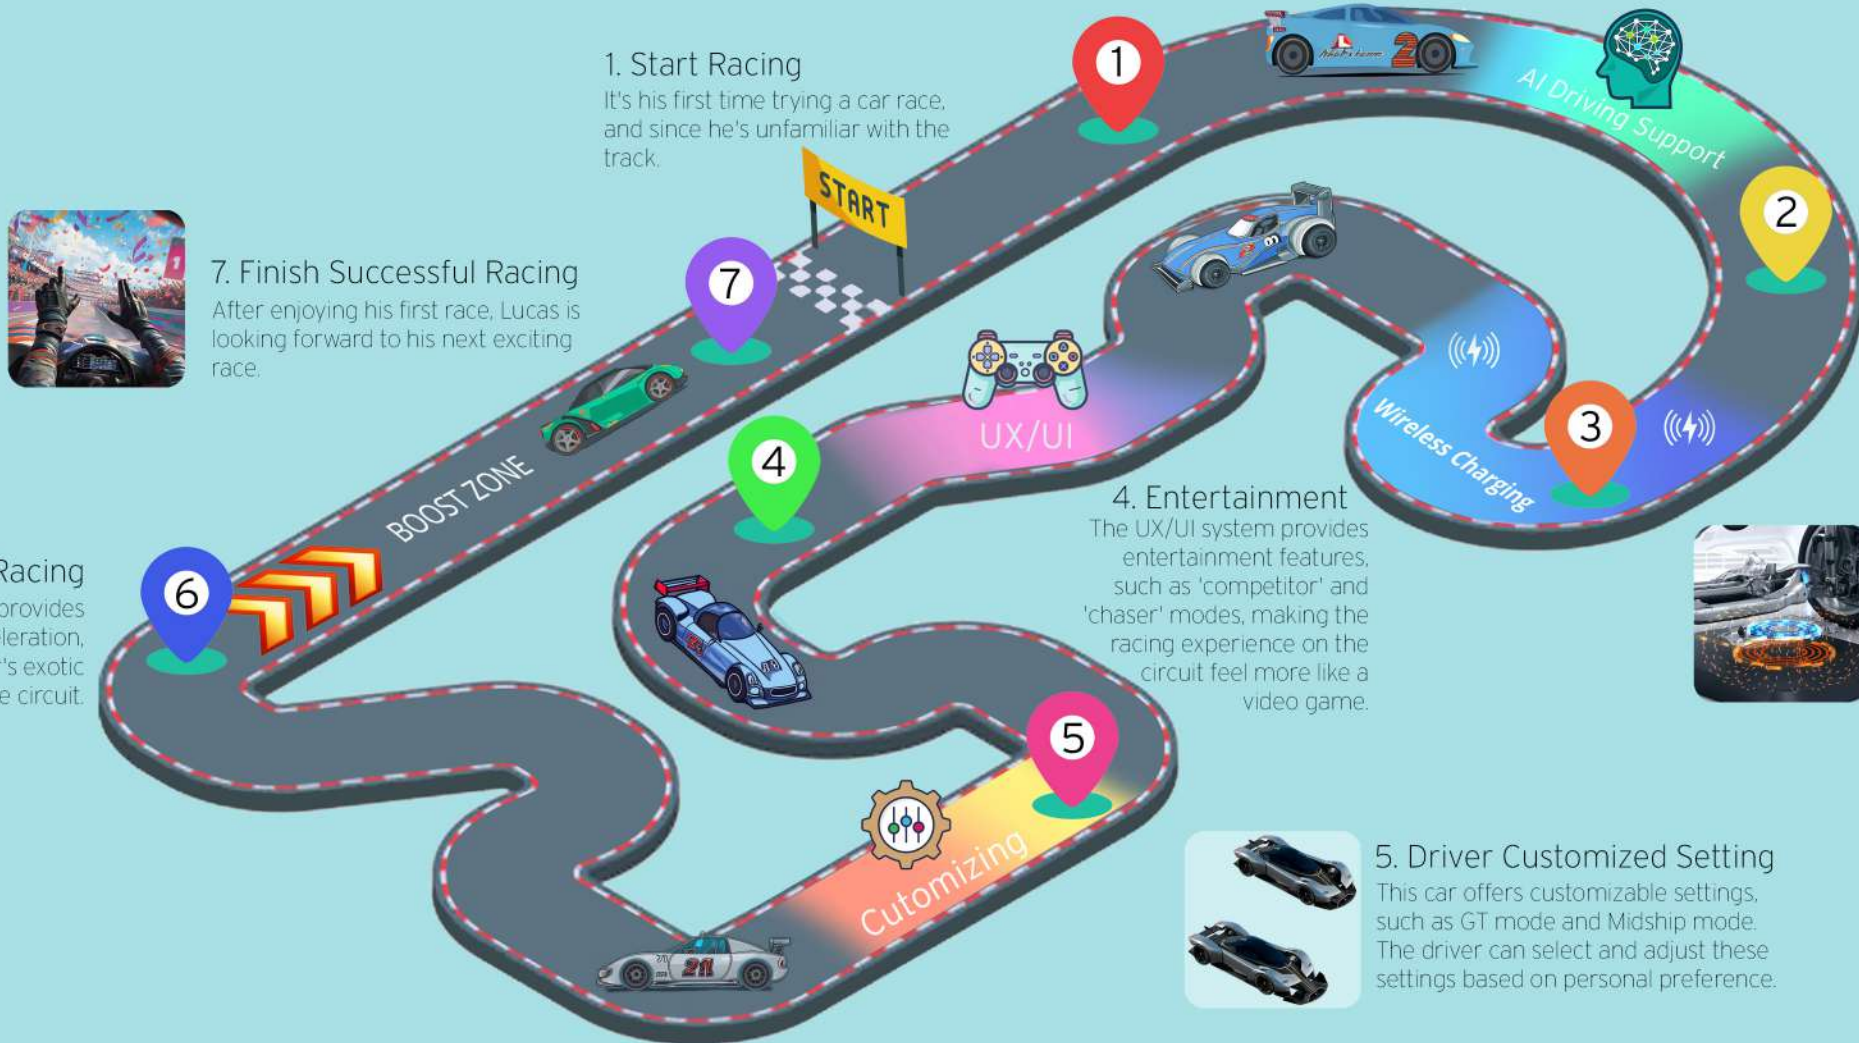 1. Start Racing
It's his first time trying a car race,
and since he's unfamiliar with the
track.
START
1
2
AI Driving Support
2
7
7. Finish Successful Racing
After enjoying his first race, Lucas is
looking forward to his next exciting
race.
1
BOOST ZONE
UX/UI
Wireless Charging
3
4
4. Entertainment
The UX/UI system provides
entertainment features,
such as 'competitor' and
'chaser' modes, making the
racing experience on the
circuit feel more like a
video game.
Racing
provides
leration,
r's exotic
e circuit.
6
5
Cutomizing
21
5. Driver Customized Setting
This car offers customizable settings,
such as GT mode and Midship mode.
The driver can select and adjust these
settings based on personal preference.